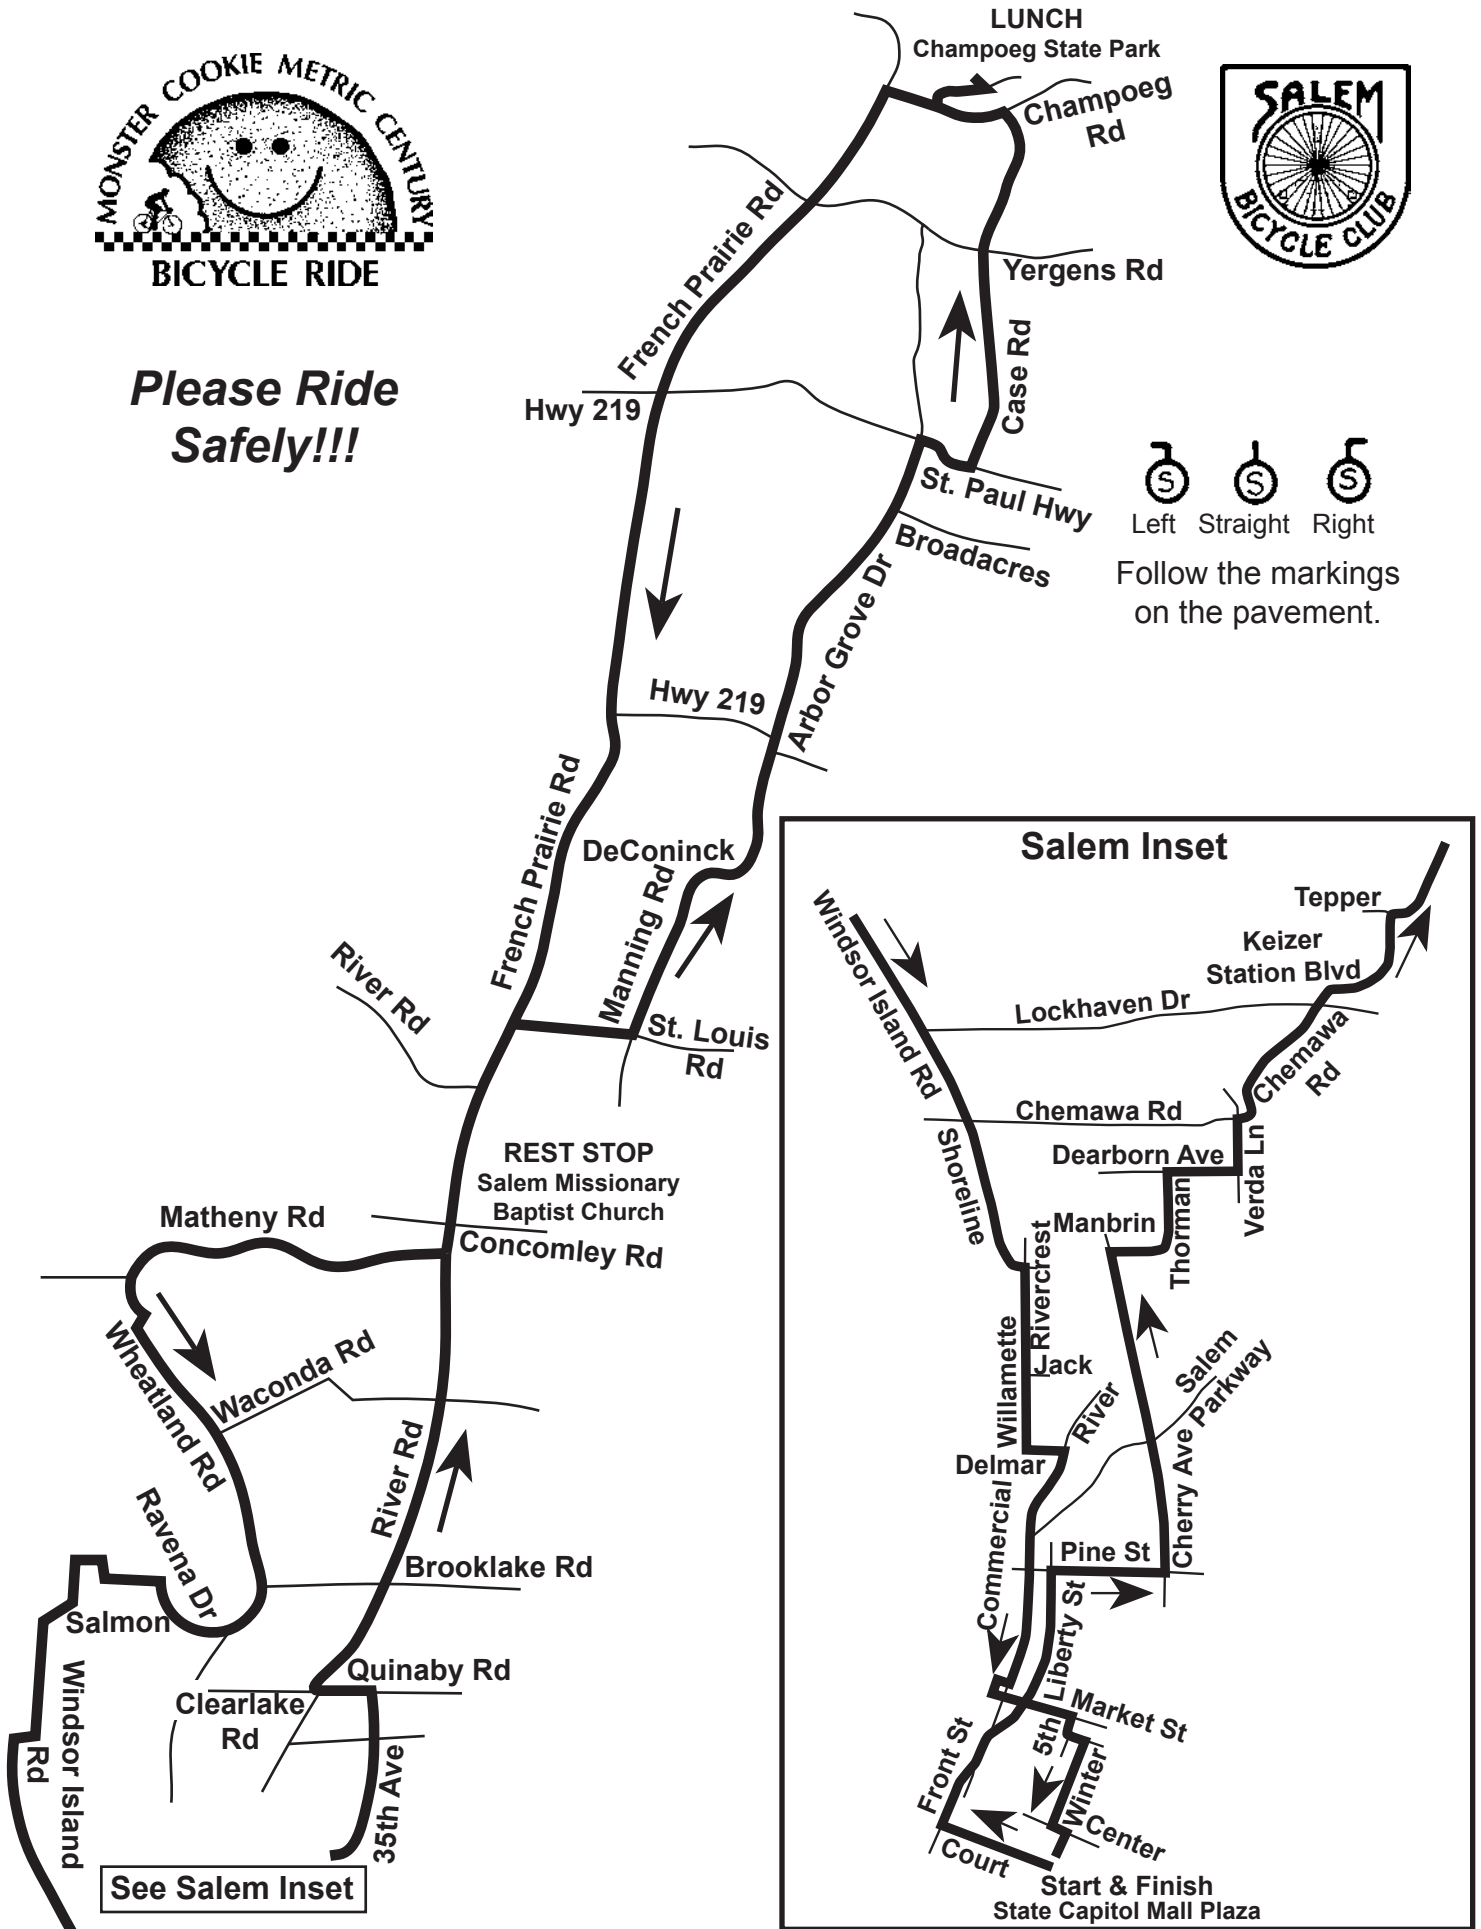 MONSTER COOKIE METRIC CENTURY
BICYCLE RIDE
LUNCH
Champoeg State Park
SALEM
BICYCLE CLUB
Champoeg
Rd
French Prairie Rd
Yergens Rd
Please Ride
Safely!!!
Hwy 219
Case Rd
St. Paul Hwy
S
S
S
Left
Straight
Right
Broadacres
Follow the markings
on the pavement.
Arbor Grove Dr
Hwy 219
French Prairie Rd
DeConinck
Manning Rd
River Rd
St. Louis
Rd
REST STOP
Salem Missionary
Baptist Church
Matheny Rd
Concomley Rd
Wheatland Rd
Waconda Rd
River Rd
Ravena Dr
Brooklake Rd
Salmon
Quinaby Rd
Clearlake
Rd
Windsor Island
Rd
35th Ave
See Salem Inset
Salem Inset
Tepper
Windsor Island Rd
Keizer
Station Blvd
Lockhaven Dr
Chemawa
Rd
Chemawa Rd
Shoreline
Dearborn Ave
Verda Ln
Manbrin
Thorman
Rivercrest
Willamette
Jack
River
Salem
Parkway
Delmar
Commercial
Cherry Ave
Pine St
Liberty St
Market St
5th
Front St
Winter
Center
Court
Start & Finish
State Capitol Mall Plaza